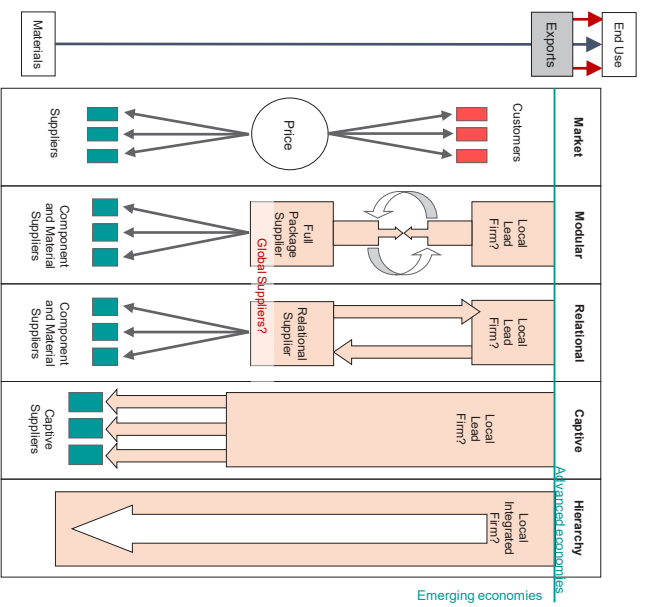 End Use
Exports
Materials
Market
Customers
Price
Suppliers
Modular
Local
Lead
Firm?
Full
Package
Supplier
Component
and Material
Suppliers
Relational
Local
Lead
Firm?
Relational
Supplier
Component
and Material
Suppliers
Global Suppliers?
Captive
Local
Lead
Firm?
Captive
Suppliers
Hierarchy
Local
Integrated
Firm?
Advanced economies
Emerging economies